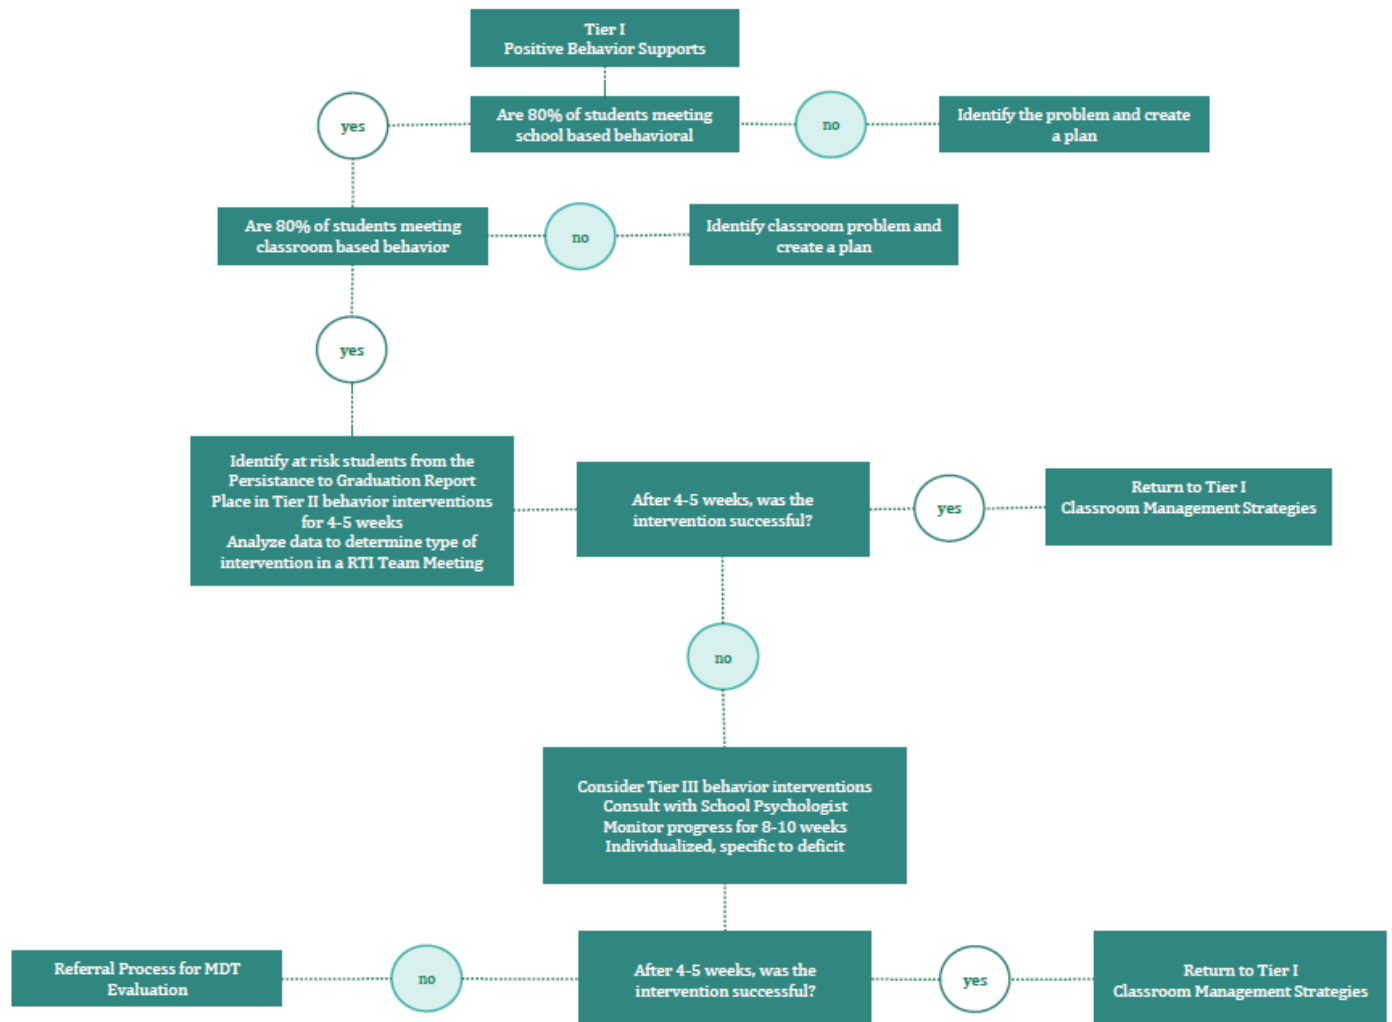 Tier I
Positive Behavior Supports
yes
Are 80% of students meeting
school based behavioral
no
Identify the problem and create
a plan
Are 80% of students meeting
classroom based behavior
no
Identify classroom problem and
create a plan
yes
Identify at risk students from the
Persistance to Graduation Report
Place in Tier II behavior interventions
for 4-5 weeks
Analyze data to determine type of
intervention in a RTI Team Meeting
After 4-5 weeks, was the
intervention successful?
yes
Return to Tier I
Classroom Management Strategies
no
Consider Tier III behavior interventions
Consult with School Psychologist
Monitor progress for 8-10 weeks
Individualized, specific to deficit
Referral Process for MDT
Evaluation
no
After 4-5 weeks, was the
intervention successful?
yes
Return to Tier I
Classroom Management Strategies